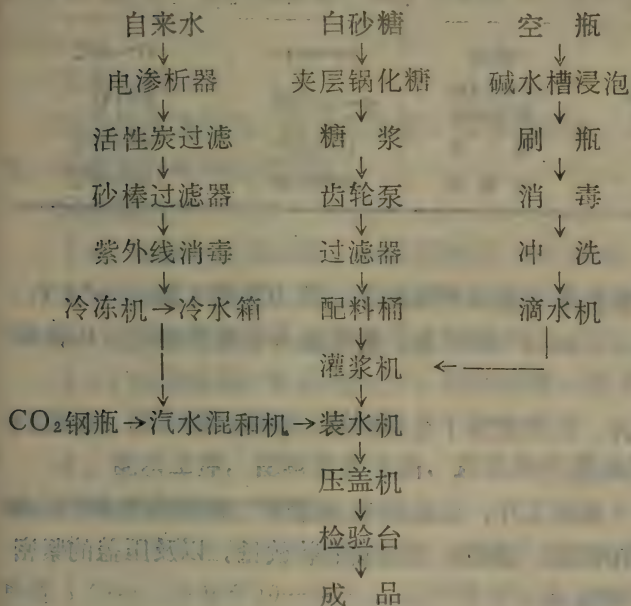 自来水 白砂糖 空 瓶
↓ ↓ ↓
电渗析器 夹层锅化糖 碱水槽浸泡
↓ ↓ ↓
活性炭过滤 糖 浆 刷 瓶
↓ ↓ ↓
砂棒过滤器 齿轮泵 消 毒
↓ ↓ ↓
紫外线消毒 过滤器 冲 洗
↓ ↓ ↓
冷冻机→冷水箱 配料桶 滴水机
↓
灌浆机 ←
↓ ↓
CO₂钢瓶→汽水混和机→装水机
↓
压盖机
↓
检验台
↓
成 品